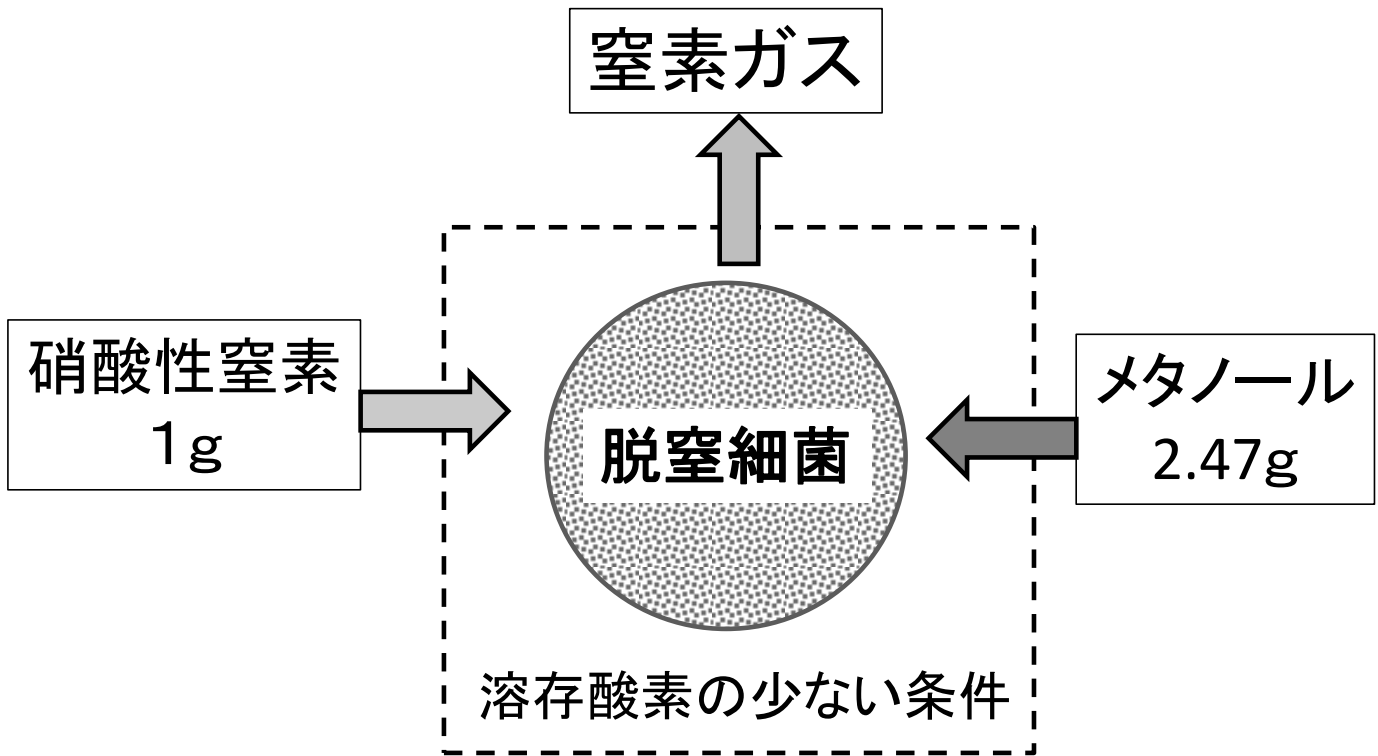 窒素ガス
硝酸性窒素
1g
脱窒細菌
メタノール
2.47g
溶存酸素の少ない条件